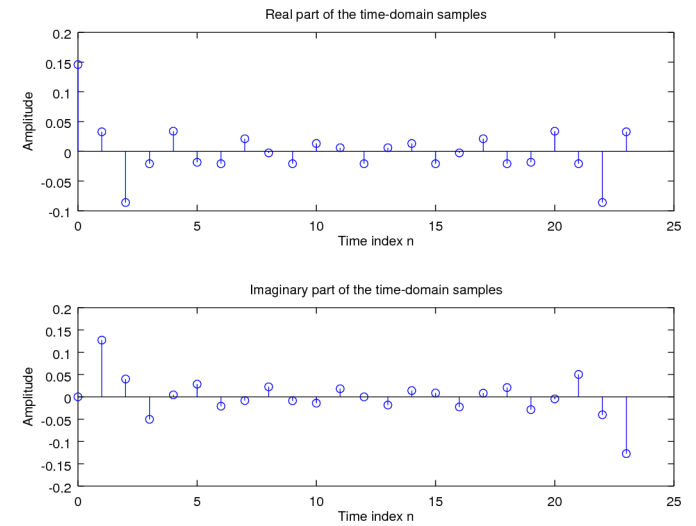 Real part of the time-domain samples
0.2
0.15
0.1
0.05
0
-0.05
-0.1
Amplitude
0 5 10 15 20 25
Time index n
Imaginary part of the time-domain samples
0.2
0.15
0.1
0.05
0
-0.05
-0.1
-0.15
-0.2
Amplitude
0 5 10 15 20 25
Time index n